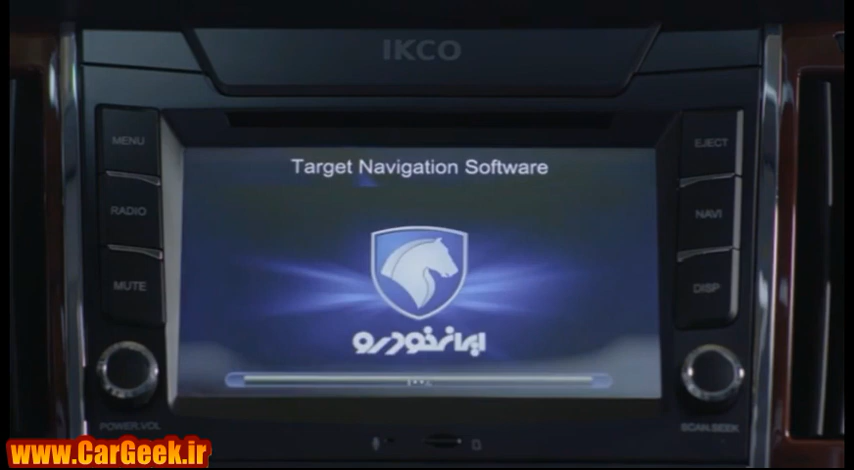 IKCO
MENU
EJECT
Target Navigation Software
RADIO
NAVI
MUTE
DISP
ایران‌خودرو
POWER.VOL
SCAN.SEEK
www.CarGeek.ir